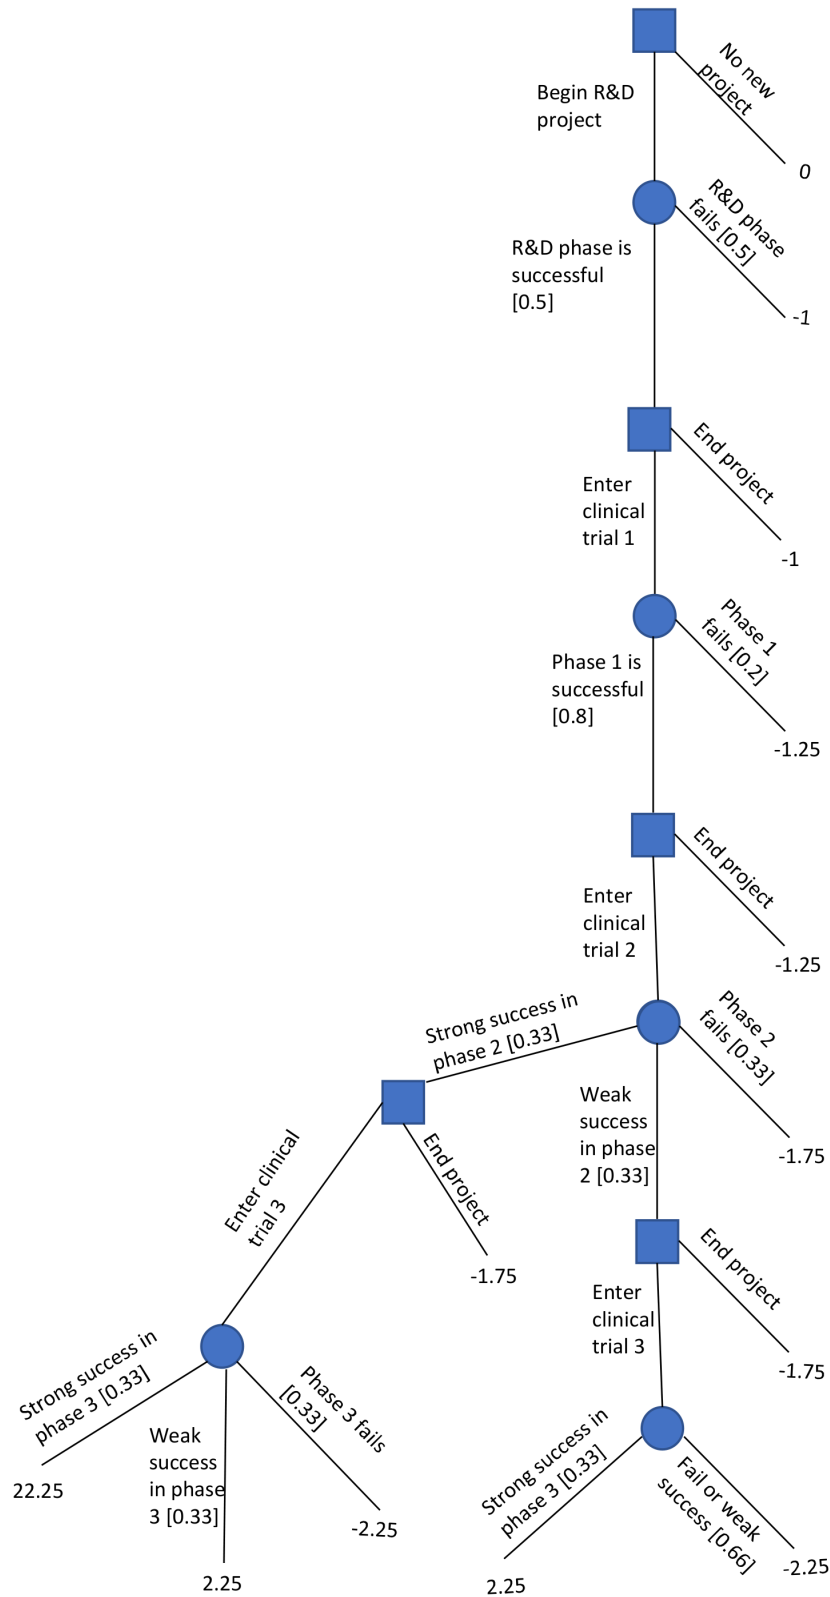 No new
project
Begin R&D
project
0
R&D phase
fails [0.5]
R&D phase is
successful
[0.5]
-1
End project
Enter
clinical
trial 1
-1
Phase 1
fails [0.2]
Phase 1 is
successful
[0.8]
-1.25
End project
Enter
clinical
trial 2
-1.25
Strong success in
phase 2 [0.33]
Phase 2
fails [0.33]
Weak
success
in phase
2 [0.33]
-1.75
Enter clinical
trial 3
End project
-1.75
End project
Enter
clinical
trial 3
-1.75
Strong success in
phase 3 [0.33]
Weak
success
in phase
3 [0.33]
Phase 3 fails
[0.33]
22.25
2.25
-2.25
Strong success in
phase 3 [0.33]
Fail or weak
success [0.66]
2.25
-2.25